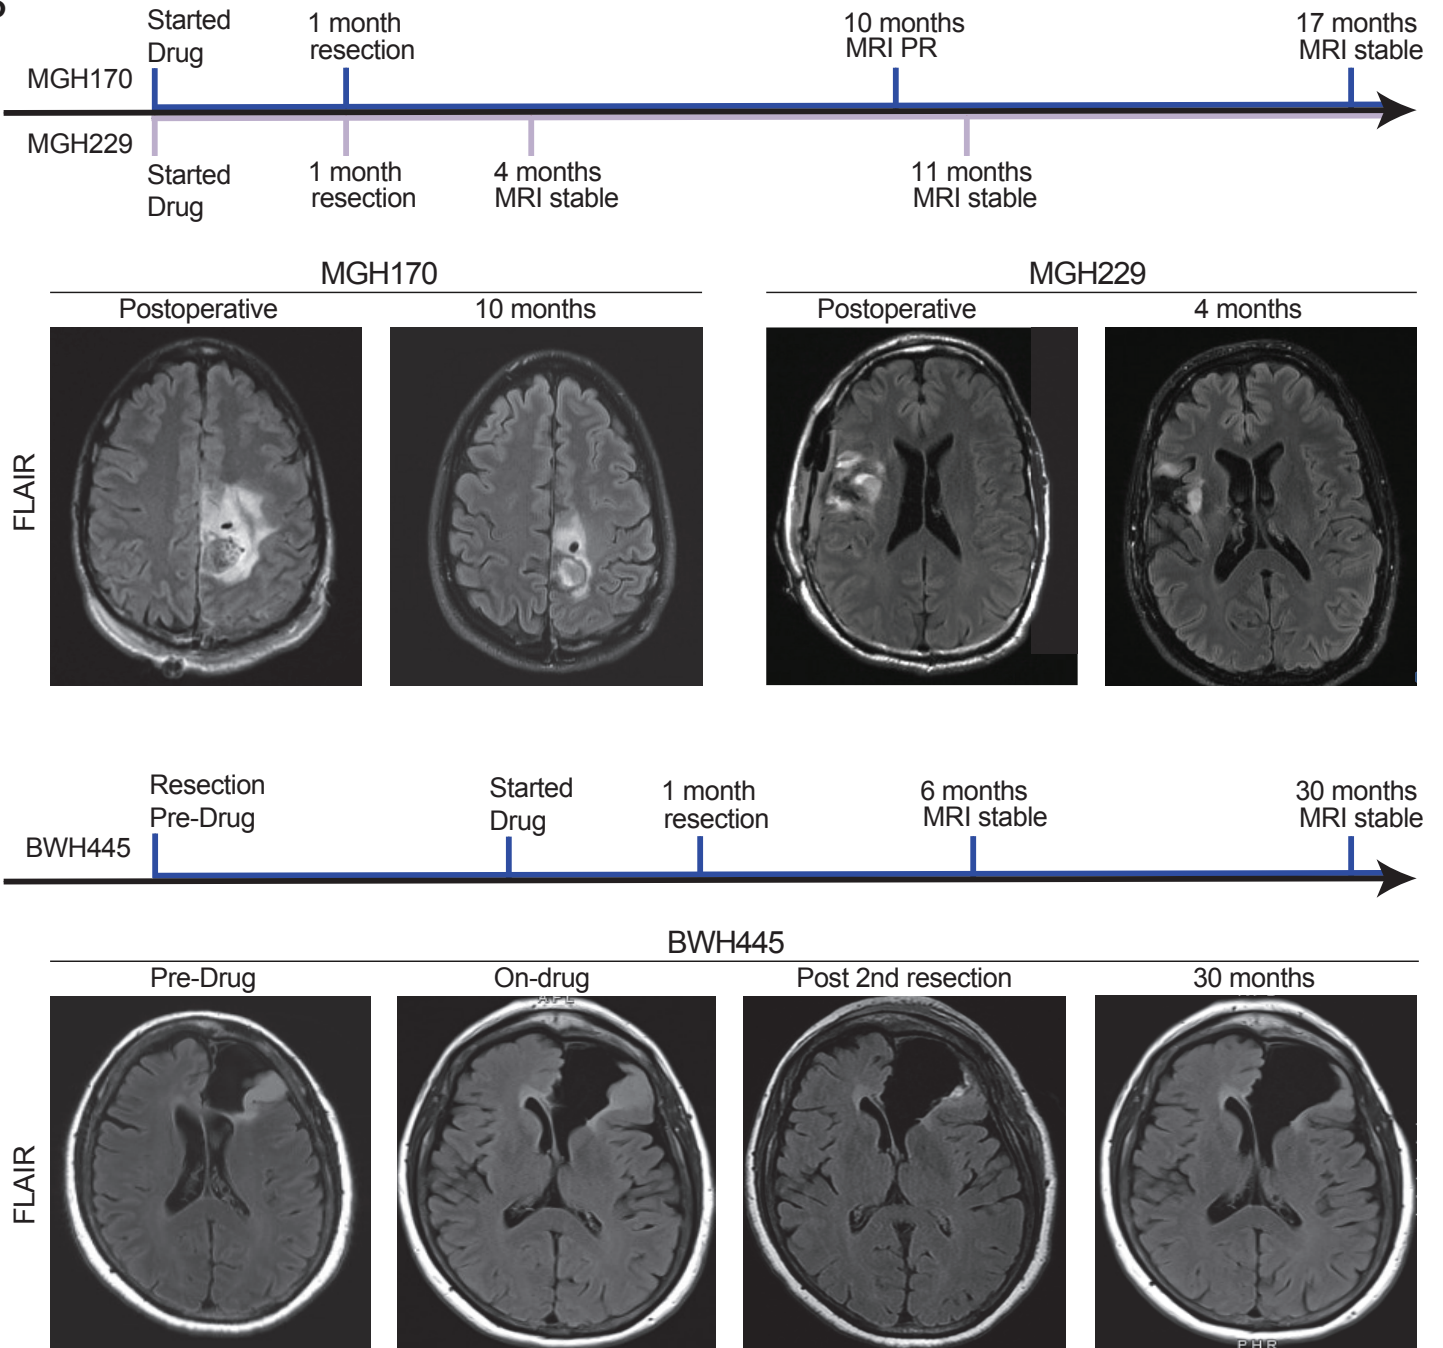 Started
Drug
1 month
resection
10 months
MRI PR
17 months
MRI stable
MGH170
MGH229
Started
Drug
1 month
resection
4 months
MRI stable
11 months
MRI stable
MGH170
MGH229
Postoperative
10 months
Postoperative
4 months
FLAIR
Resection
Pre-Drug
Started
Drug
1 month
resection
6 months
MRI stable
30 months
MRI stable
BWH445
BWH445
Pre-Drug
On-drug
Post 2nd resection
30 months
FLAIR